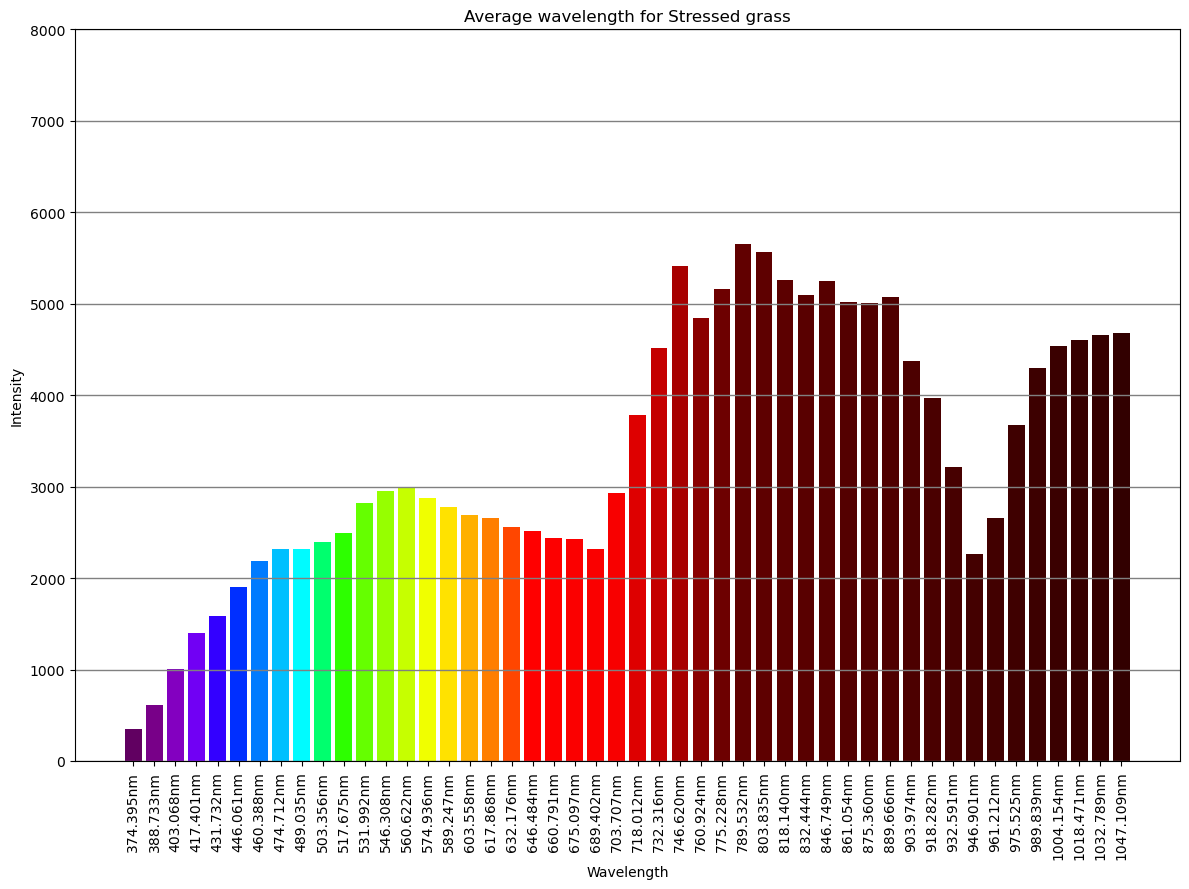 Average wavelength for Stressed grass
8000
7000
6000
5000
4000
3000
2000
1000
0
Intensity
374.395nm
388.733nm
403.068nm
417.401nm
431.732nm
446.061nm
460.388nm
474.712nm
489.035nm
503.356nm
517.675nm
531.992nm
546.308nm
560.622nm
574.936nm
589.247nm
603.558nm
617.868nm
632.176nm
646.484nm
660.791nm
675.097nm
689.402nm
703.707nm
718.012nm
732.316nm
746.620nm
760.924nm
775.228nm
789.532nm
803.835nm
818.140nm
832.444nm
846.749nm
861.054nm
875.360nm
889.666nm
903.974nm
918.282nm
932.591nm
946.901nm
961.212nm
975.525nm
989.839nm
1004.154nm
1018.471nm
1032.789nm
1047.109nm
Wavelength